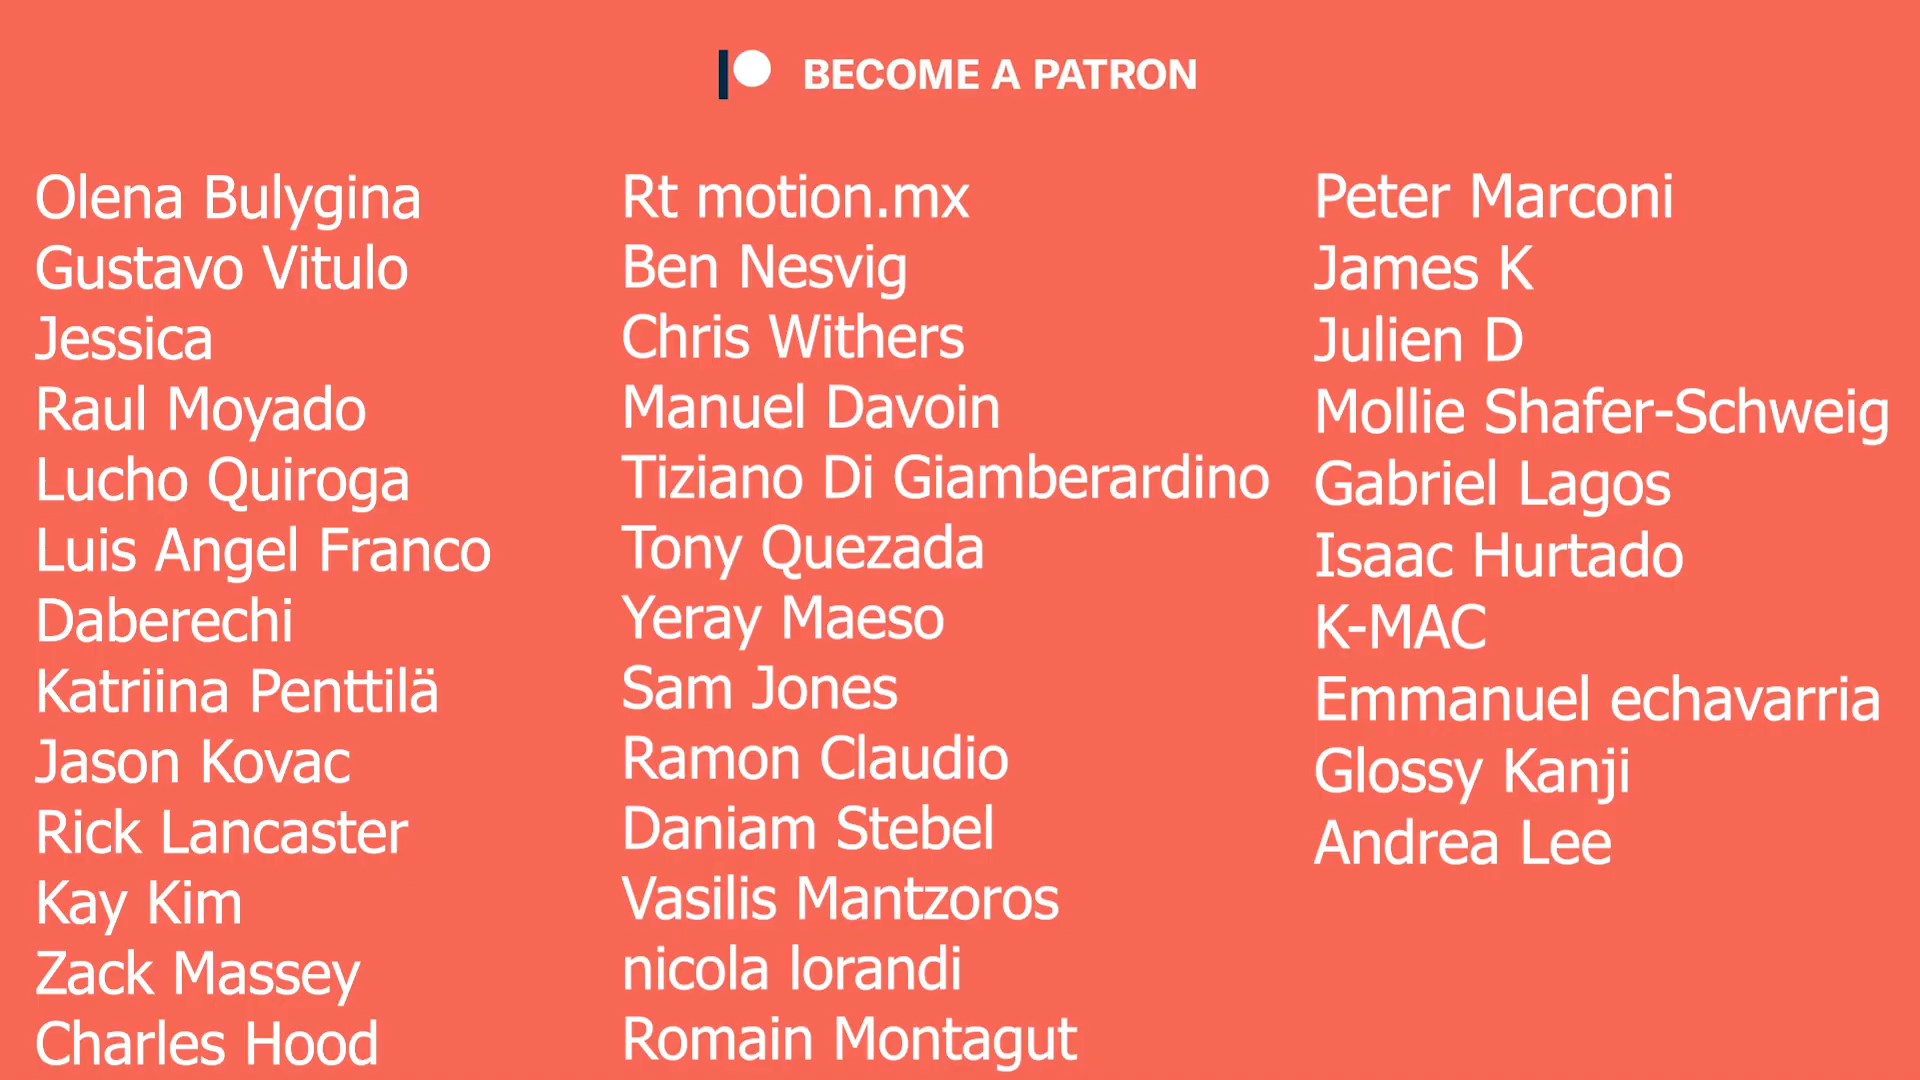 BECOME A PATRON
Olena Bulygina
Gustavo Vitulo
Jessica
Raul Moyado
Lucho Quiroga
Luis Angel Franco
Daberechi
Katriina Penttilä
Jason Kovac
Rick Lancaster
Kay Kim
Zack Massey
Charles Hood
Rt motion.mx
Ben Nesvig
Chris Withers
Manuel Davoin
Tiziano Di Giamberardino
Tony Quezada
Yeray Maeso
Sam Jones
Ramon Claudio
Daniam Stebel
Vasilis Mantzoros
nicola lorandi
Romain Montagut
Peter Marconi
James K
Julien D
Mollie Shafer-Schweig
Gabriel Lagos
Isaac Hurtado
K-MAC
Emmanuel echavarria
Glossy Kanji
Andrea Lee